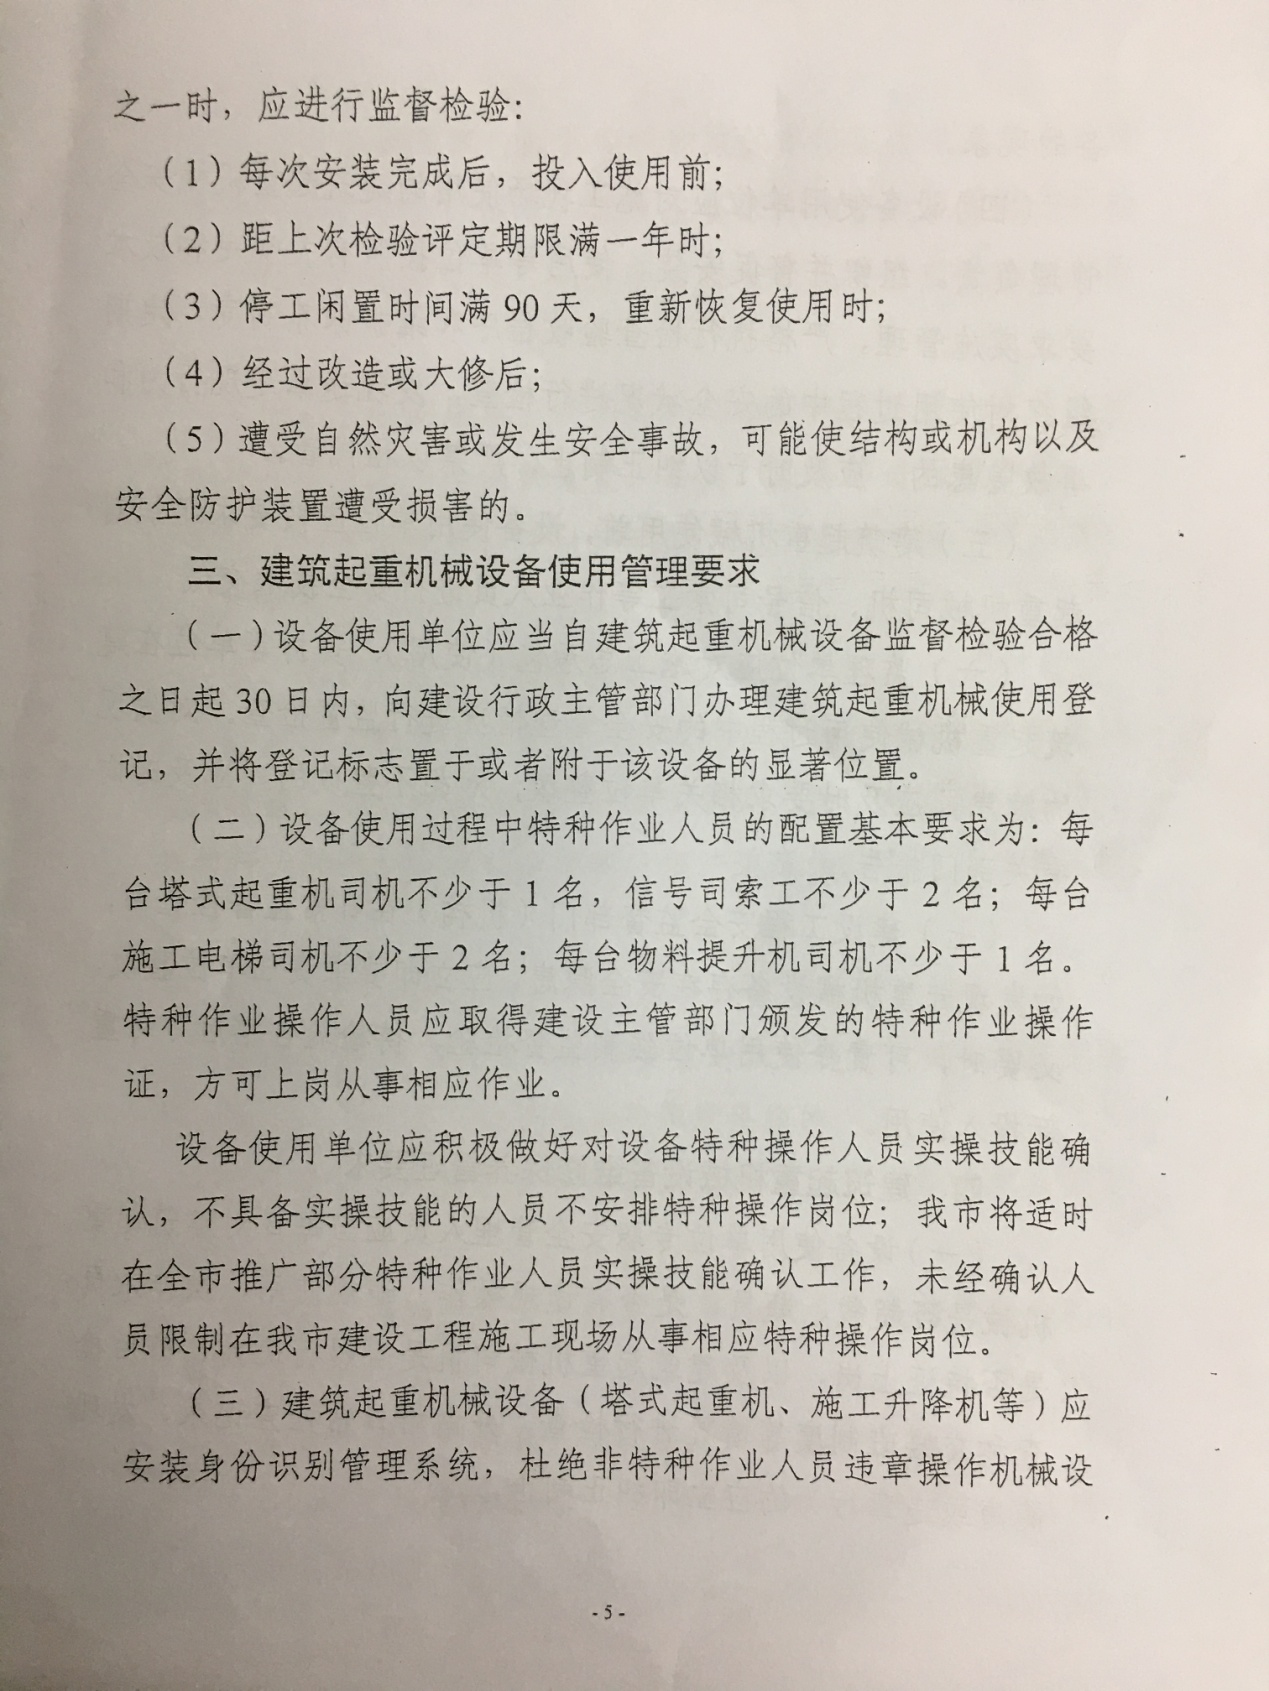 之一时，应进行监督检验：
（1）每次安装完成后，投入使用前；
（2）距上次检验评定期限满一年时；
（3）停工闲置时间满 90 天，重新恢复使用时；
（4）经过改造或大修后；
（5）遭受自然灾害或发生安全事故，可能使结构或机构以及
安全防护装置遭受损害的。
三、建筑起重机械设备使用管理要求
（一）设备使用单位应当自建筑起重机械设备监督检验合格
之日起 30 日内，向建设行政主管部门办理建筑起重机械使用登
记，并将登记标志置于或者附于该设备的显著位置。
（二）设备使用过程中特种作业人员的配置基本要求为：每
台塔式起重机司机不少于 1 名，信号司索工不少于 2 名；每台
施工电梯司机不少于 2 名；每台物料提升机司机不少于 1 名。
特种作业操作人员应取得建设主管部门颁发的特种作业操作
证，方可上岗从事相应作业。
设备使用单位应积极做好对设备特种操作人员实操技能确
认，不具备实操技能的人员不安排特种操作岗位；我市将适时
在全市推广部分特种作业人员实操技能确认工作，未经确认人
员限制在我市建设工程施工现场从事相应特种操作岗位。
（三）建筑起重机械设备（塔式起重机、施工升降机等）应
安装身份识别管理系统，杜绝非特种作业人员违章操作机械设
- 5 -